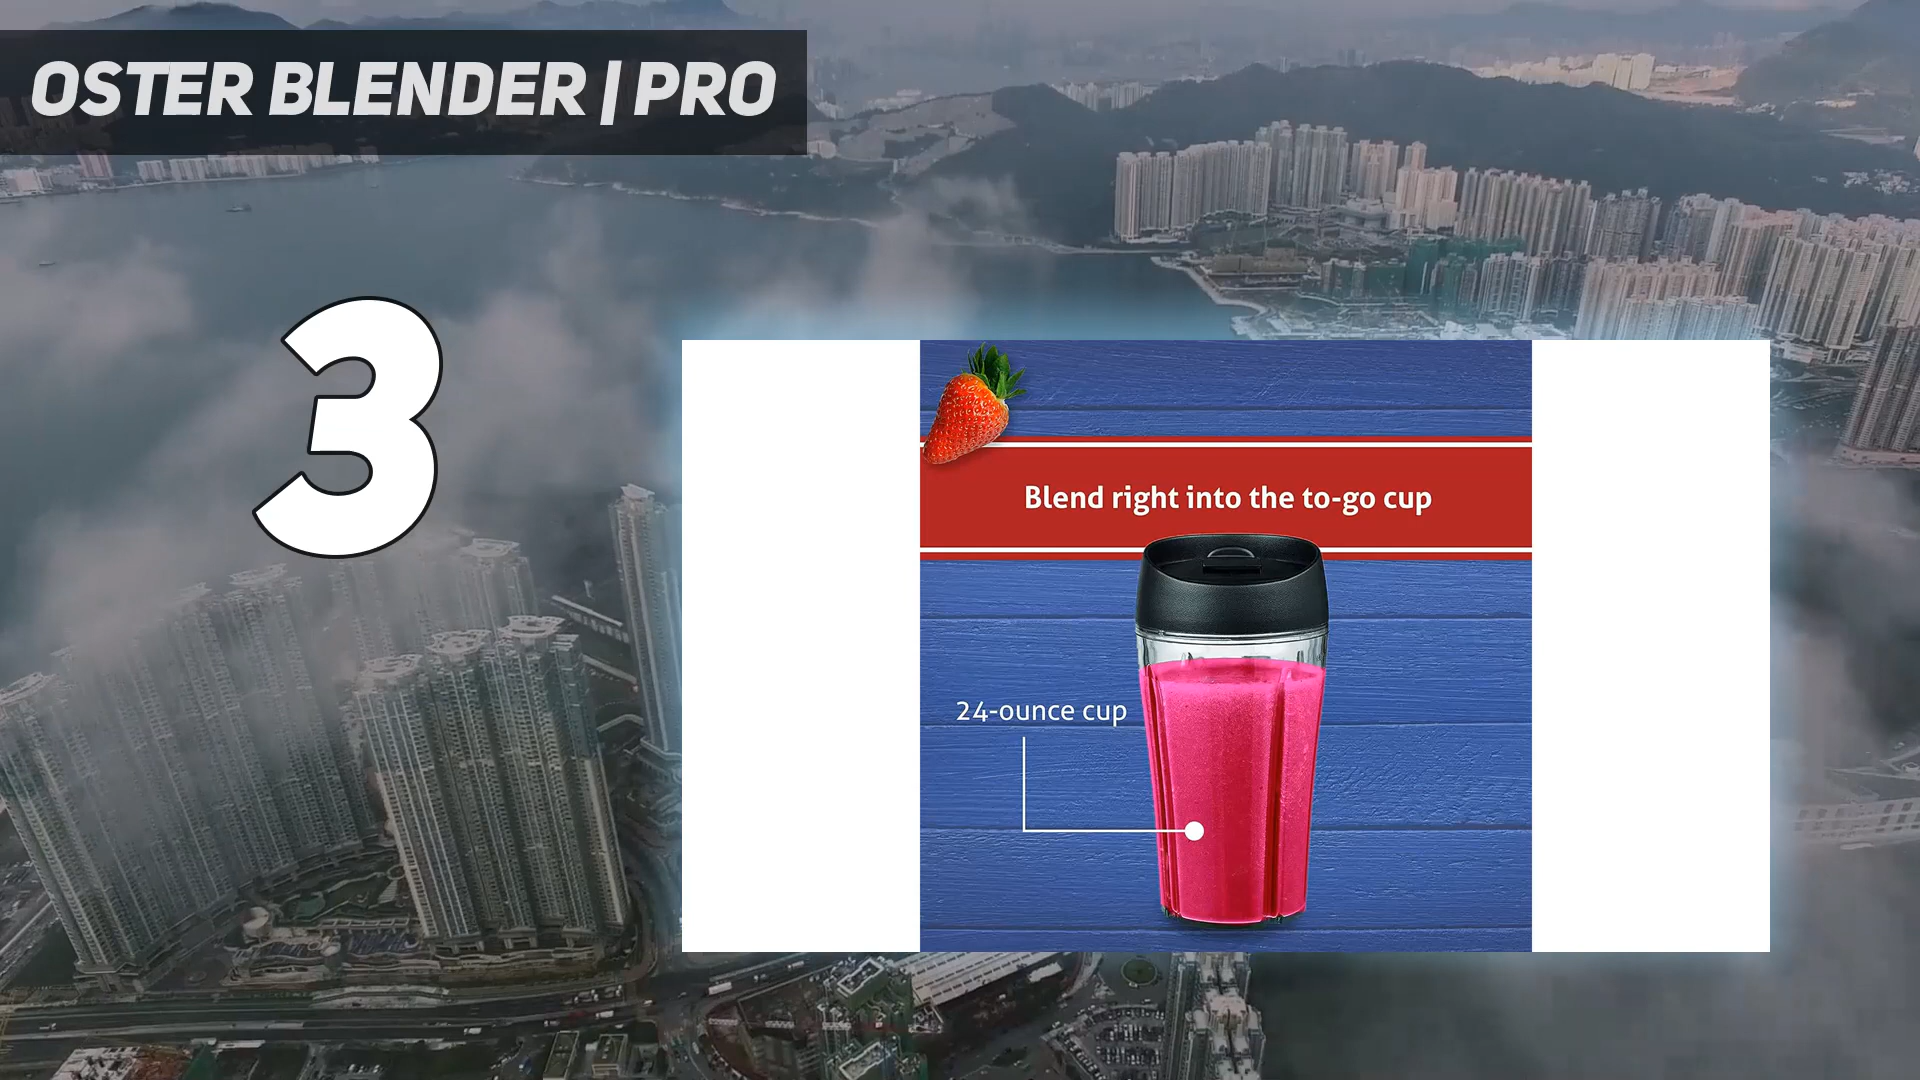 OSTER BLENDER | PRO
3
Blend right into the to-go cup
24-ounce cup